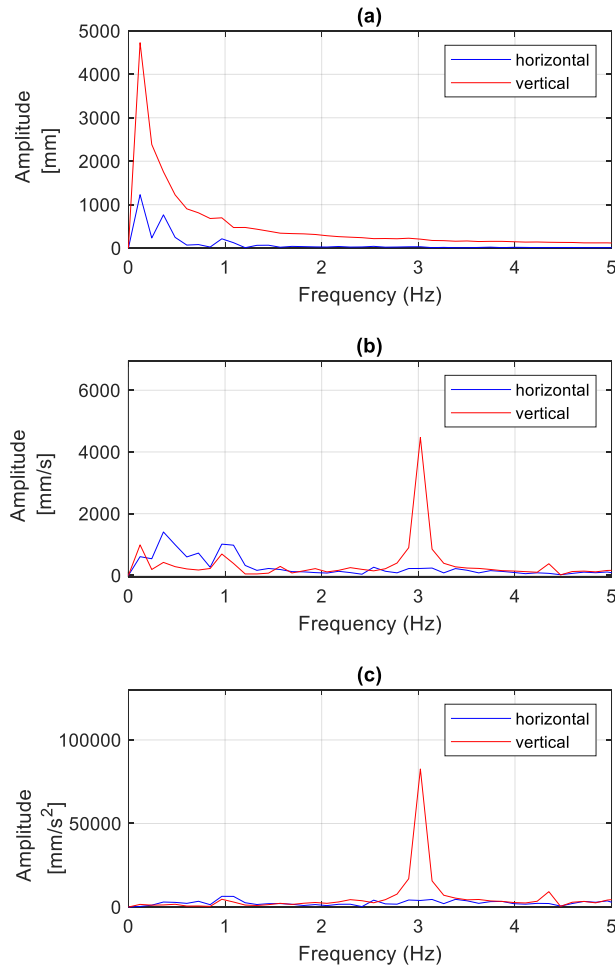 (a)
5000
4000
3000
2000
1000
0
Amplitude
[mm]
horizontal
vertical
0 1 2 3 4 5
Frequency (Hz)
(b)
6000
4000
2000
0
Amplitude
[mm/s]
horizontal
vertical
0 1 2 3 4 5
Frequency (Hz)
(c)
100000
50000
0
Amplitude
[mm/s²]
horizontal
vertical
0 1 2 3 4 5
Frequency (Hz)